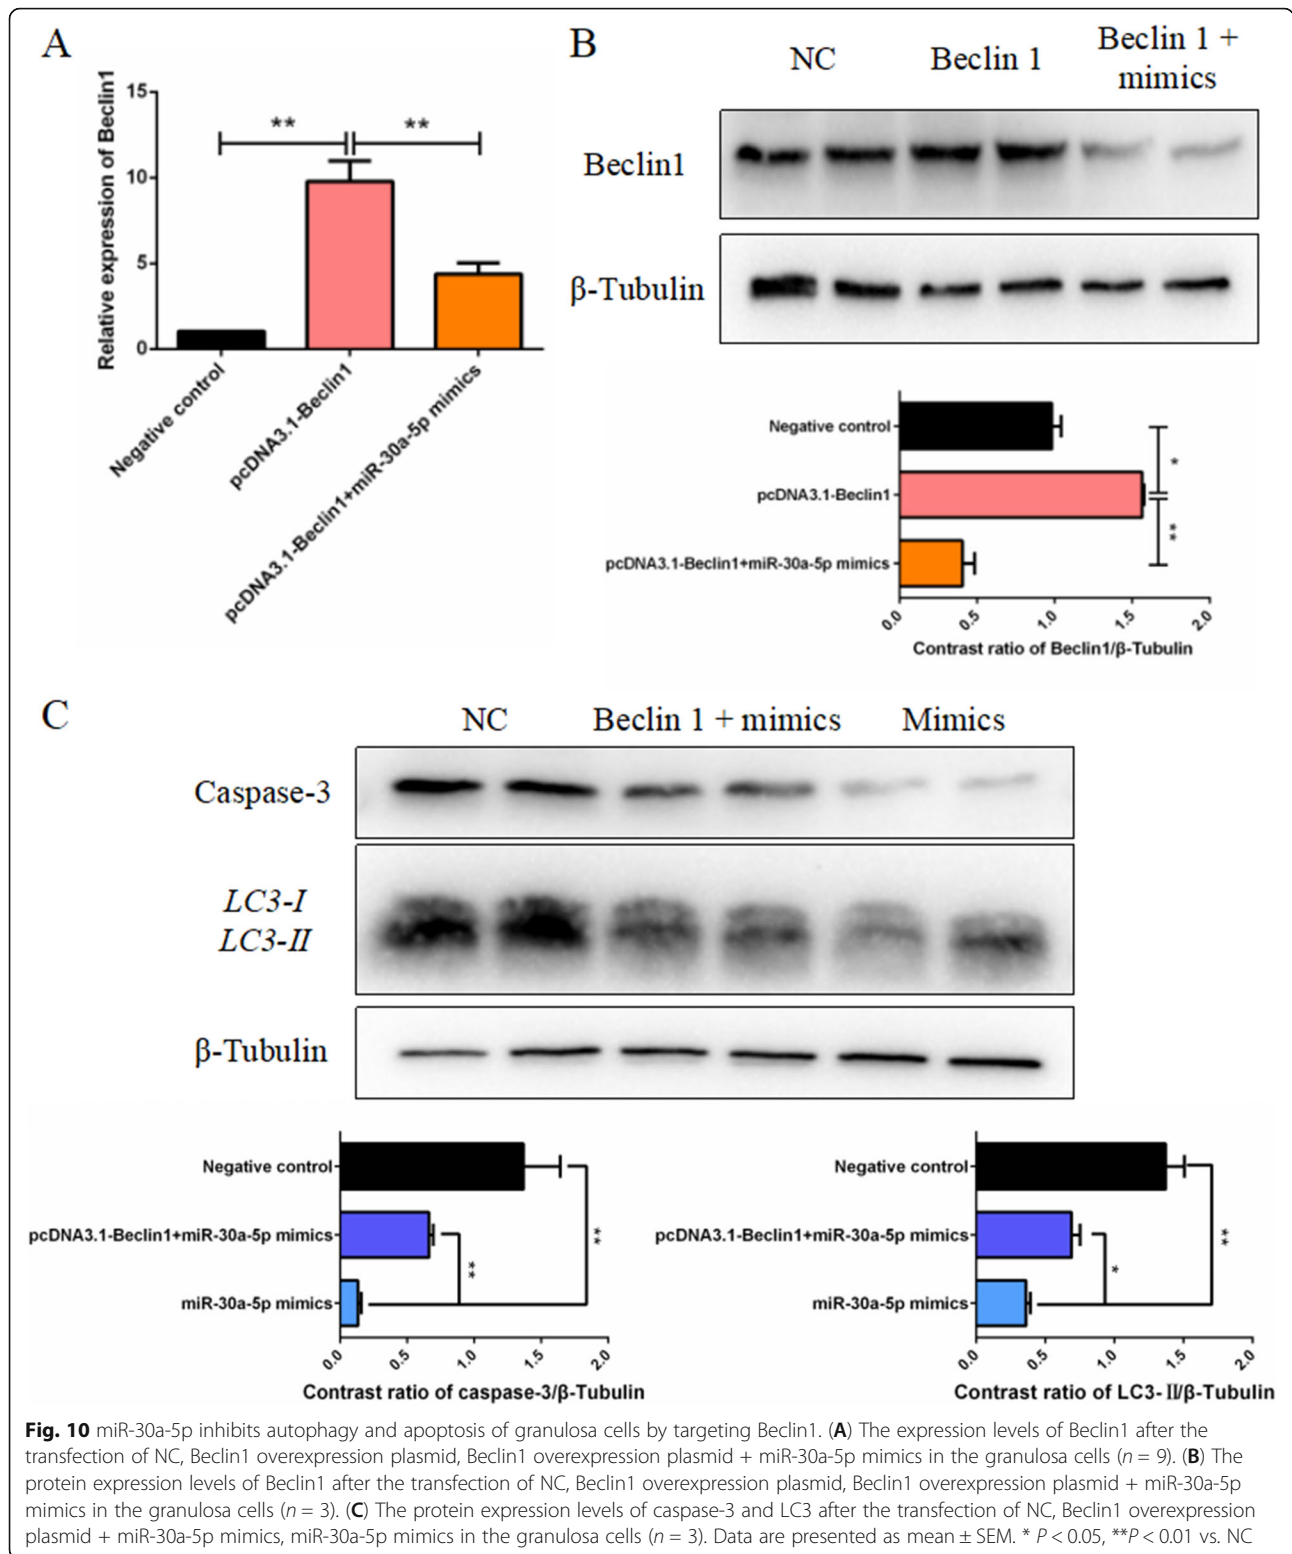 A
Relative expression of Beclin1
15
10
5
0
**
**
Negative control
pcDNA3.1-Beclin1
pcDNA3.1-Beclin1+miR-30a-5p mimics
B
NC
Beclin 1
Beclin 1 +
mimics
Beclin1
β-Tubulin
Negative control
pcDNA3.1-Beclin1
pcDNA3.1-Beclin1+miR-30a-5p mimics
*
**
0.0
0.5
1.0
1.5
2.0
Contrast ratio of Beclin1/β-Tubulin
C
NC
Beclin 1 + mimics
Mimics
Caspase-3
LC3-I
LC3-II
β-Tubulin
Negative control
pcDNA3.1-Beclin1+miR-30a-5p mimics
miR-30a-5p mimics
**
**
0.0
0.5
1.0
1.5
2.0
Contrast ratio of caspase-3/β-Tubulin
Negative control
pcDNA3.1-Beclin1+miR-30a-5p mimics
miR-30a-5p mimics
*
**
0.0
0.5
1.0
1.5
2.0
Contrast ratio of LC3-Ⅱ/β-Tubulin
Fig. 10 miR-30a-5p inhibits autophagy and apoptosis of granulosa cells by targeting Beclin1. (A) The expression levels of Beclin1 after the
transfection of NC, Beclin1 overexpression plasmid, Beclin1 overexpression plasmid + miR-30a-5p mimics in the granulosa cells (n = 9). (B) The
protein expression levels of Beclin1 after the transfection of NC, Beclin1 overexpression plasmid, Beclin1 overexpression plasmid + miR-30a-5p
mimics in the granulosa cells (n = 3). (C) The protein expression levels of caspase-3 and LC3 after the transfection of NC, Beclin1 overexpression
plasmid + miR-30a-5p mimics, miR-30a-5p mimics in the granulosa cells (n = 3). Data are presented as mean ± SEM. * P < 0.05, **P < 0.01 vs. NC